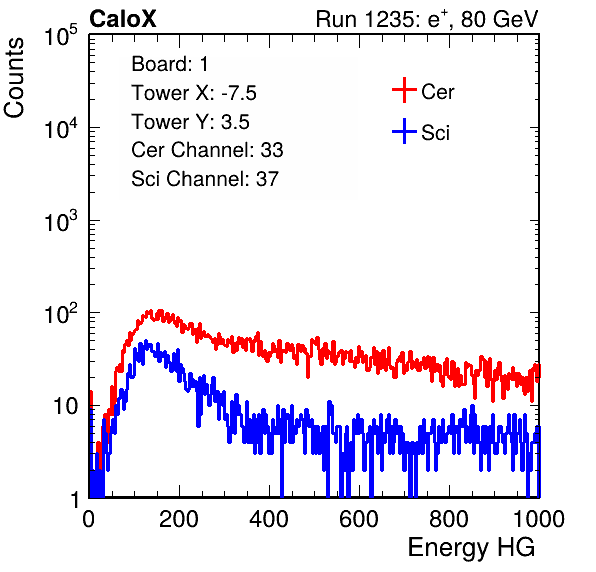 CaloX Run 1235: e⁺, 80 GeV
Counts
Board: 1
Tower X: -7.5
Tower Y: 3.5
Cer Channel: 33
Sci Channel: 37
Cer
Sci
10⁵
10⁴
10³
10²
10
1
0 200 400 600 800 1000
Energy HG